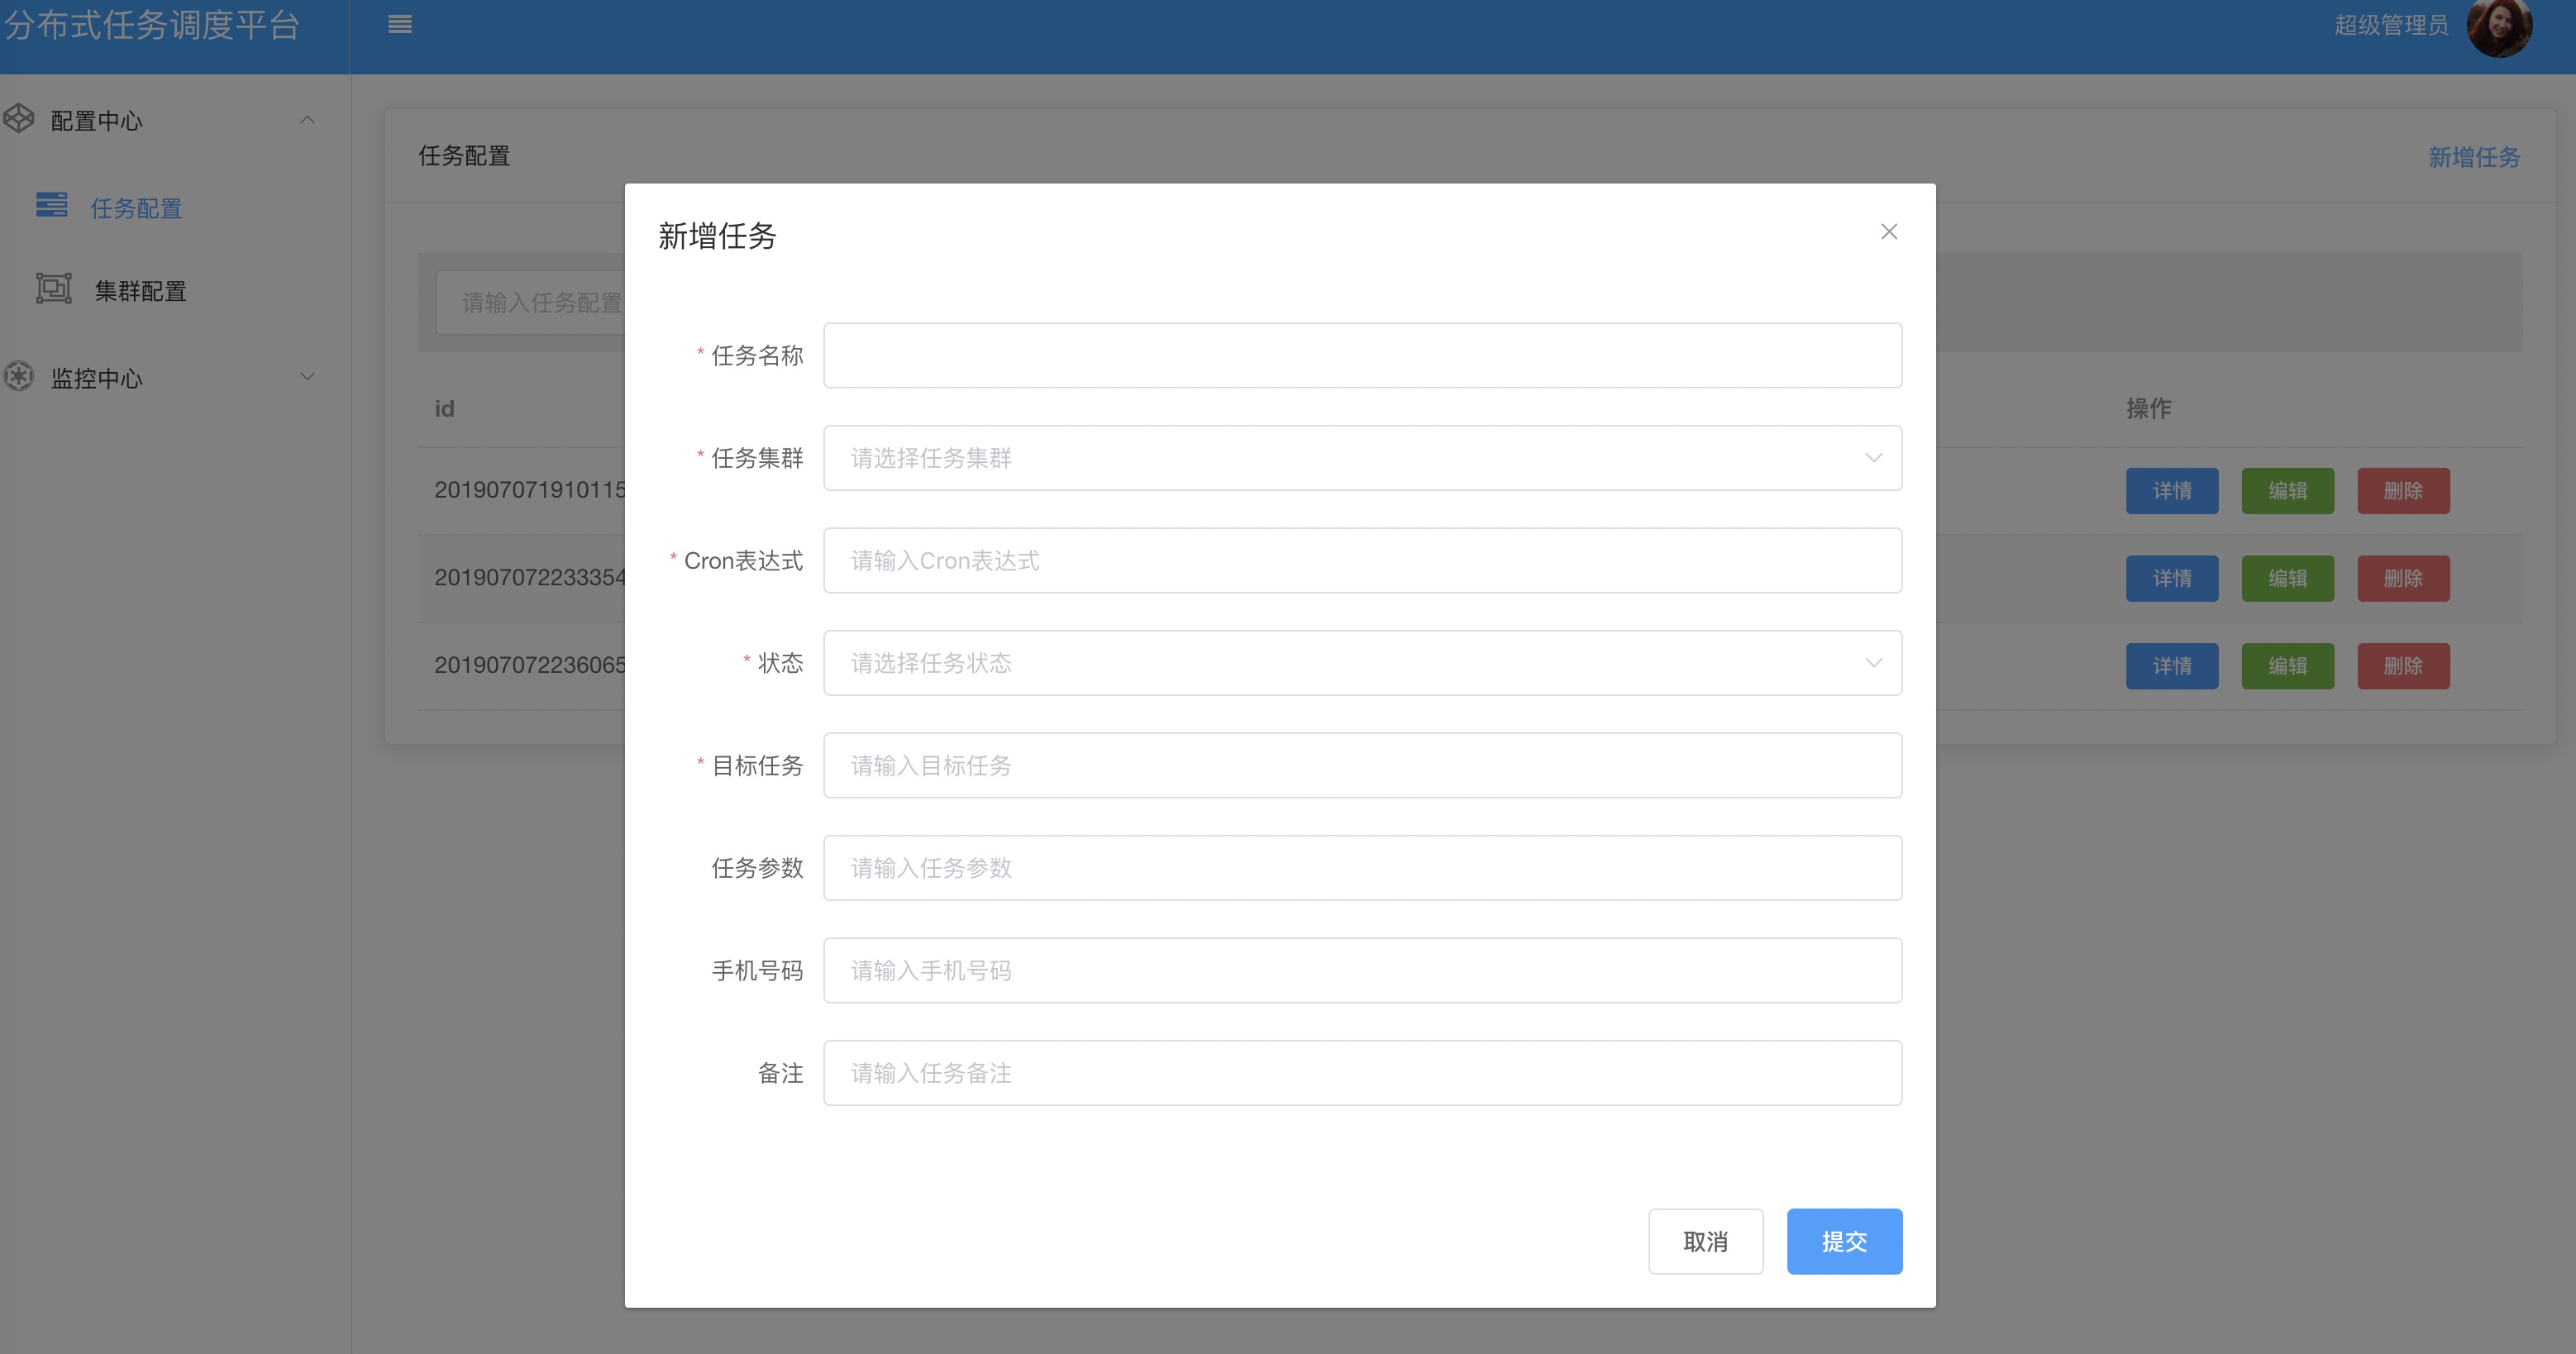 分布式任务调度平台
超级管理员
配置中心
任务配置
集群配置
监控中心
任务配置
新增任务
请输入任务配置
id
操作
201907071910115
详情 编辑 删除
201907072233354
详情 编辑 删除
201907072236065
详情 编辑 删除
新增任务
* 任务名称
* 任务集群 请选择任务集群
* Cron表达式 请输入Cron表达式
* 状态 请选择任务状态
* 目标任务 请输入目标任务
任务参数 请输入任务参数
手机号码 请输入手机号码
备注 请输入任务备注
取消 提交